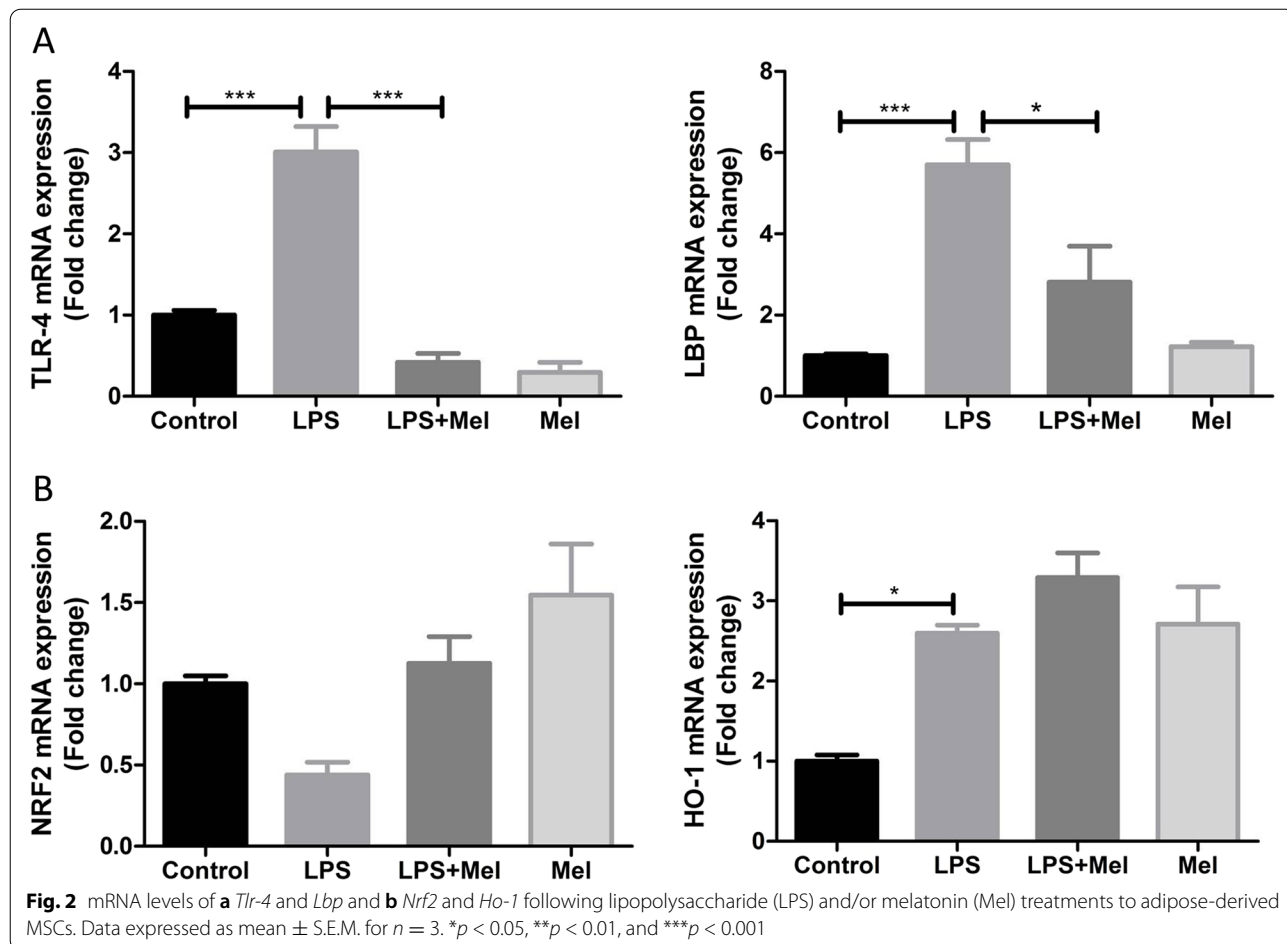 A
TLR-4 mRNA expression
(Fold change)
4
3
2
1
0
***
***
Control LPS LPS+Mel Mel
LBP mRNA expression
(Fold change)
8
6
4
2
0
***
*
Control LPS LPS+Mel Mel
B
NRF2 mRNA expression
(Fold change)
2.0
1.5
1.0
0.5
0.0
Control LPS LPS+Mel Mel
HO-1 mRNA expression
(Fold change)
4
3
2
1
0
*
Control LPS LPS+Mel Mel
Fig. 2 mRNA levels of a Tlr-4 and Lbp and b Nrf2 and Ho-1 following lipopolysaccharide (LPS) and/or melatonin (Mel) treatments to adipose-derived
MSCs. Data expressed as mean ± S.E.M. for n = 3. *p < 0.05, **p < 0.01, and ***p < 0.001